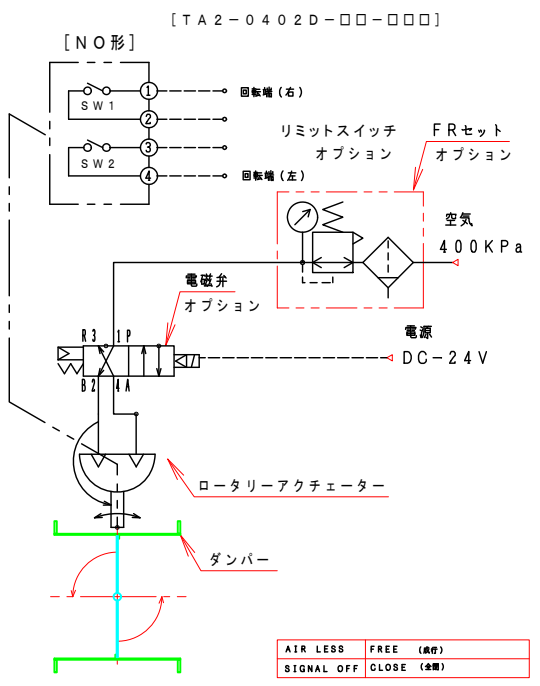 [TA2-0402D-□□-□□□]
[NO形]
1
SW1
回転端(右)
2
3
SW2
4
回転端(左)
リミットスイッチ
オプション
FRセット
オプション
空気
400KPa
電磁弁
オプション
R3 1P
B2 4A
電源
DC-24V
ロータリーアクチェーター
ダンパー
AIR LESS FREE
SIGNAL OFF CLOSE (全閉)